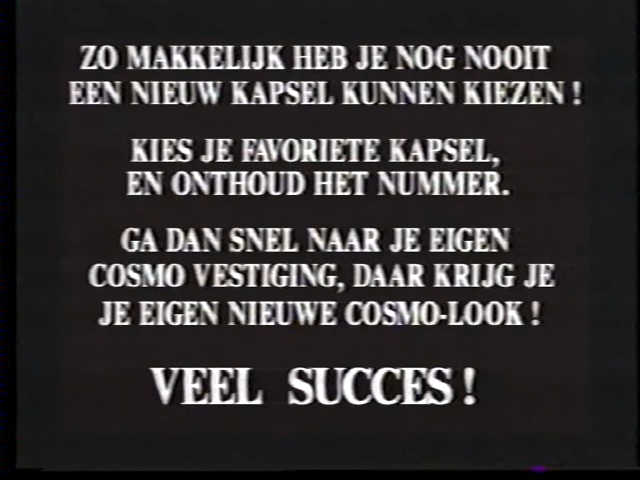 ZO MAKKELIJK HEB JE NOG NOOIT
EEN NIEUW KAPSEL KUNNEN KIEZEN !
KIES JE FAVORIETE KAPSEL,
EN ONTHOUD HET NUMMER.
GA DAN SNEL NAAR JE EIGEN
COSMO VESTIGING, DAAR KRIJG JE
JE EIGEN NIEUWE COSMO-LOOK !
VEEL SUCCES !